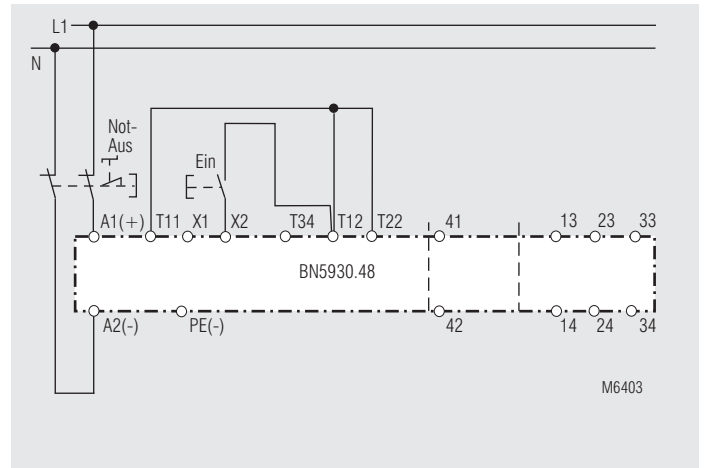 L1
N
Not-
Aus
Ein
A1(+) T11 X1 X2 T34 T12 T22 41 13 23 33
BN5930.48
A2(-) PE(-) 42 14 24 34
M6403